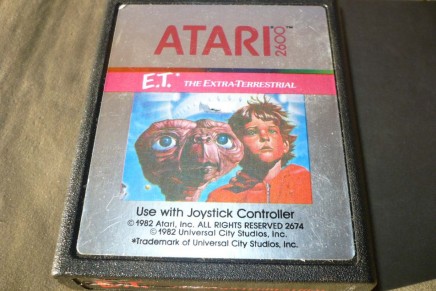 ATARI® 2600™
E.T.* THE EXTRA-TERRESTRIAL
Use with Joystick Controller
©1982 Atari, Inc. ALL RIGHTS RESERVED 2674
©1982 Universal City Studios, Inc.
*Trademark of Universal City Studios, Inc.